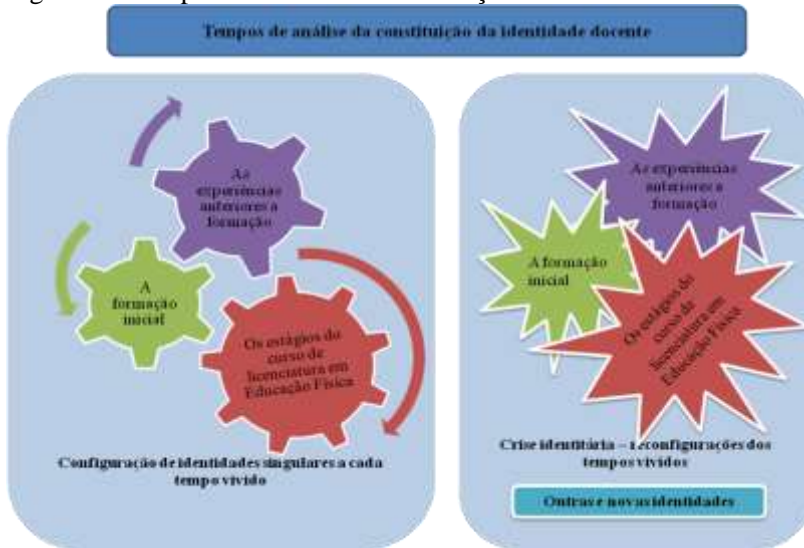 Tempos de análise da constituição da identidade docente
As
experiências
anteriores a
formação
A
formação
inicial
Os estágios do
curso de
licenciatura em
Educação Física
Configuração de identidades singulares a cada
tempo vivido
As experiências
anteriores a
formação
A formação
inicial
Os estágios do
curso de
licenciatura em
Educação Física
Crise identitária – reconfigurações dos
tempos vividos
Outras e novas identidades